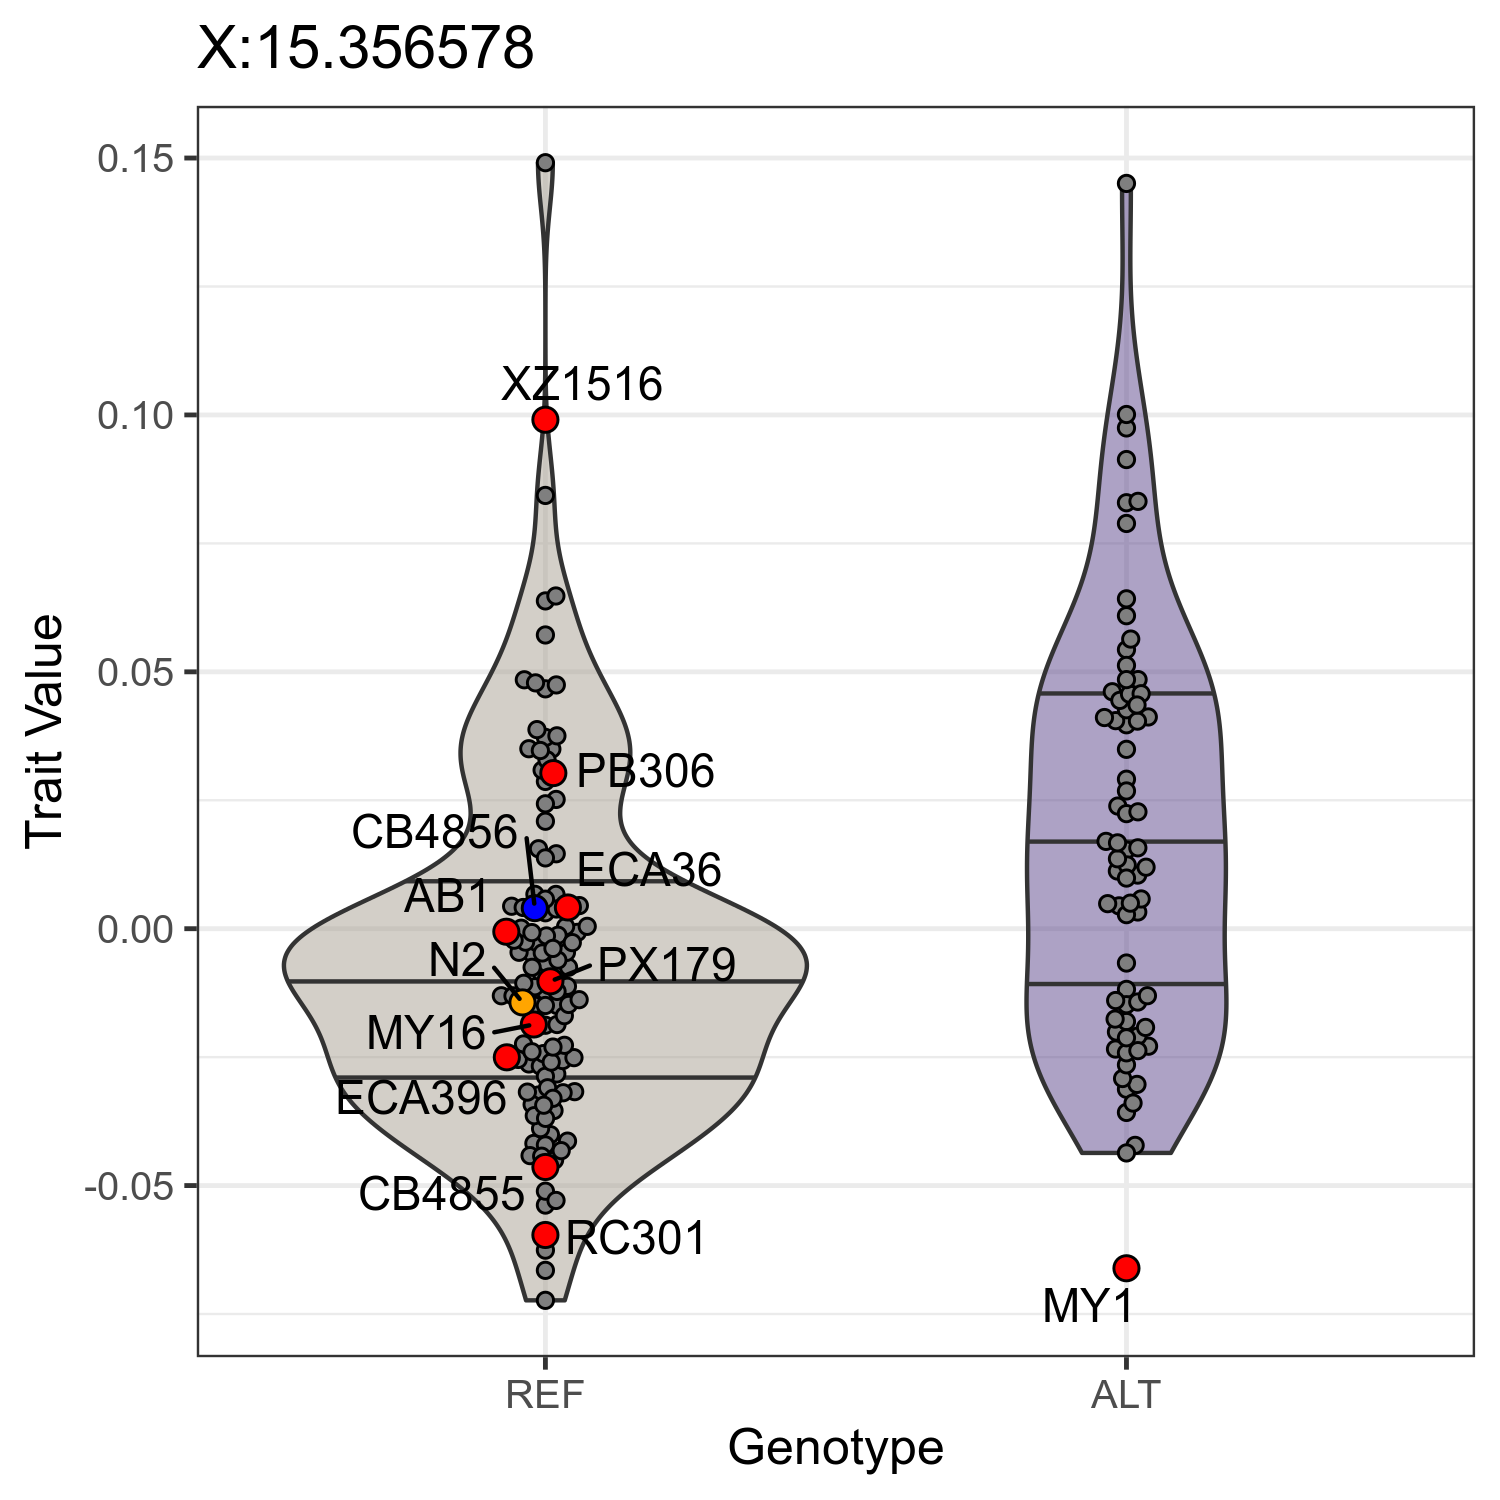 X:15.356578
0.15
XZ1516
0.10
0.05
PB306
CB4856
ECA36
AB1
0.00
N2
PX179
MY16
ECA396
-0.05
CB4855
RC301
MY1
Trait Value
REF
ALT
Genotype